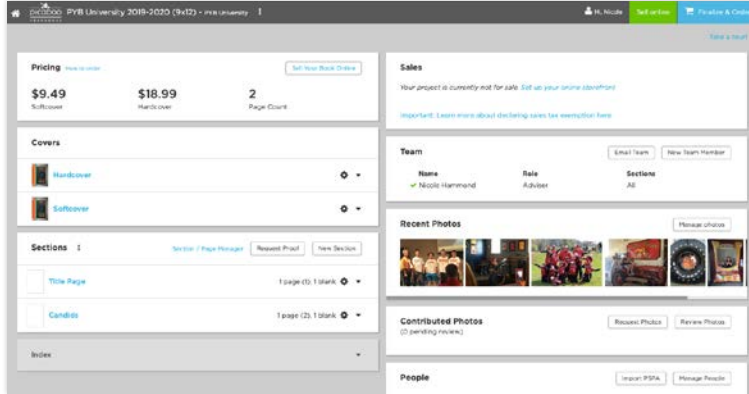 picaboo PYB University 2019-2020 (9x12) - PYB University
Hi, Nicole
Sell online
Finalize & Order
Take a tour!
Pricing How to order
Sell Your Book Online
$9.49
Softcover
$18.99
Hardcover
2
Page Count
Covers
Hardcover
Softcover
Sections
Section / Page Manager
Request Proof
New Section
Title Page
1 page (1), 1 blank
Candids
1 page (2), 1 blank
Index
Sales
Your project is currently not for sale. Set up your online storefront
Important: Learn more about declaring sales tax exemption here
Team
Email Team
New Team Member
Name Role Sections
Nicole Hammond Adviser All
Recent Photos
Manage photos
Contributed Photos
Request Photos
Review Photos
(0 pending review)
People
Import PSPA
Manage People